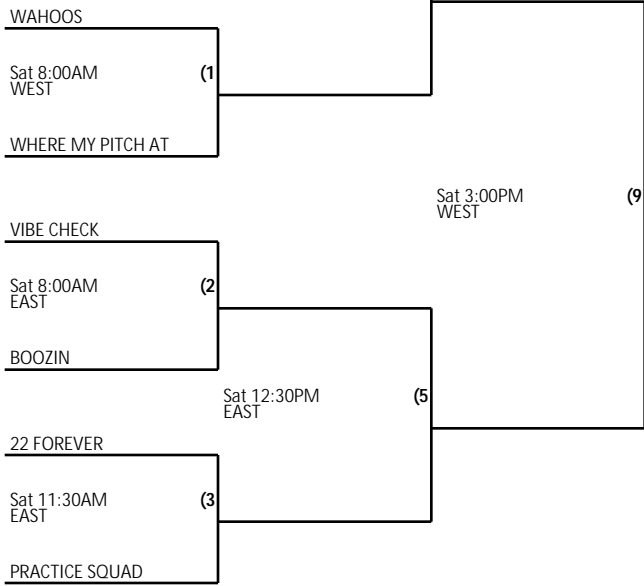 WAHOOS
Sat 8:00AM (1
WEST
WHERE MY PITCH AT
Sat 3:00PM (9
WEST
VIBE CHECK
Sat 8:00AM (2
EAST
BOOZIN
Sat 12:30PM (5
EAST
22 FOREVER
Sat 11:30AM (3
EAST
PRACTICE SQUAD